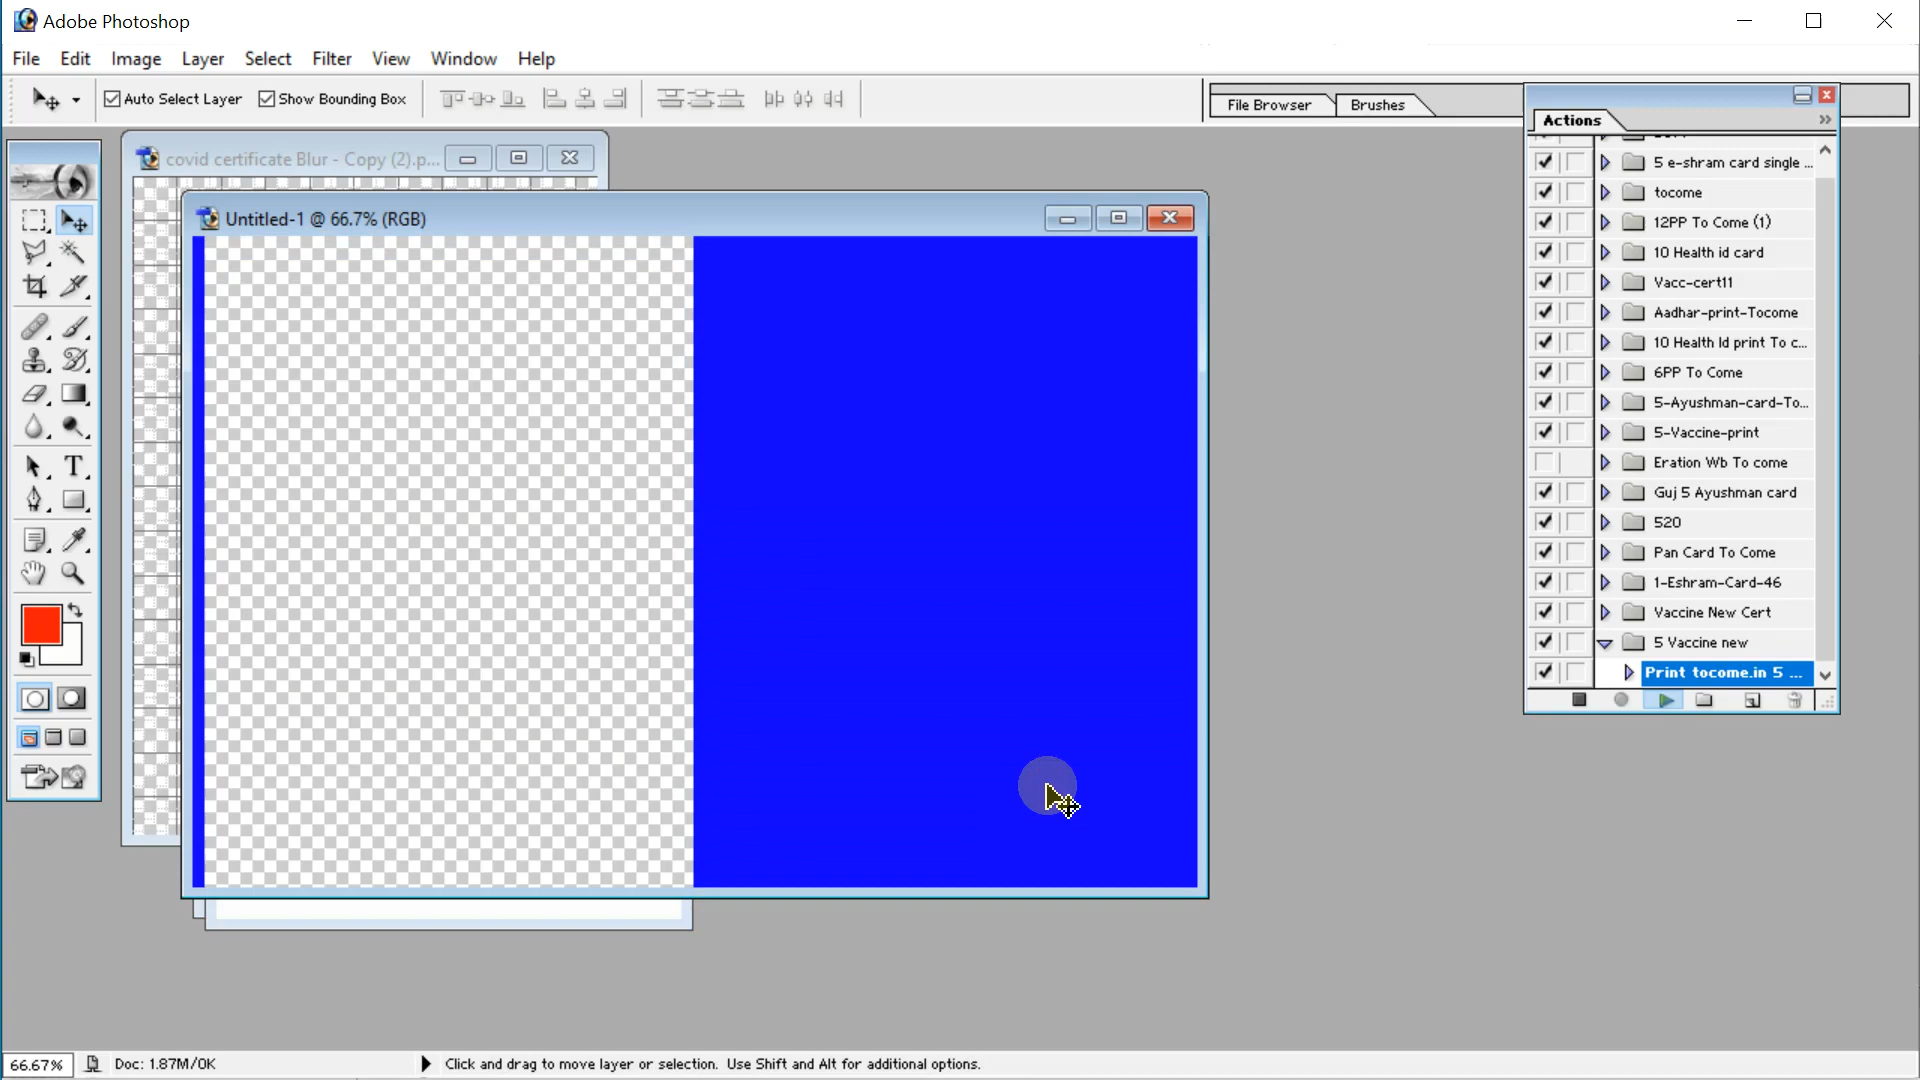 Adobe Photoshop
File Edit Image Layer Select Filter View Window Help
Auto Select Layer Show Bounding Box
File Browser Brushes
Actions
covid certificate Blur - Copy (2).p...
Untitled-1 @ 66.7% (RGB)
5 e-shram card single ...
tocome
12PP To Come (1)
10 Health id card
Vacc-cert11
Aadhar-print-Tocome
10 Health Id print To c...
6PP To Come
5-Ayushman-card-To...
5-Vaccine-print
Eration Wb To come
Guj 5 Ayushman card
520
Pan Card To Come
1-Eshram-Card-46
Vaccine New Cert
5 Vaccine new
Print tocome.in 5 ...
T
66.67% Doc: 1.87M/0K Click and drag to move layer or selection. Use Shift and Alt for additional options.